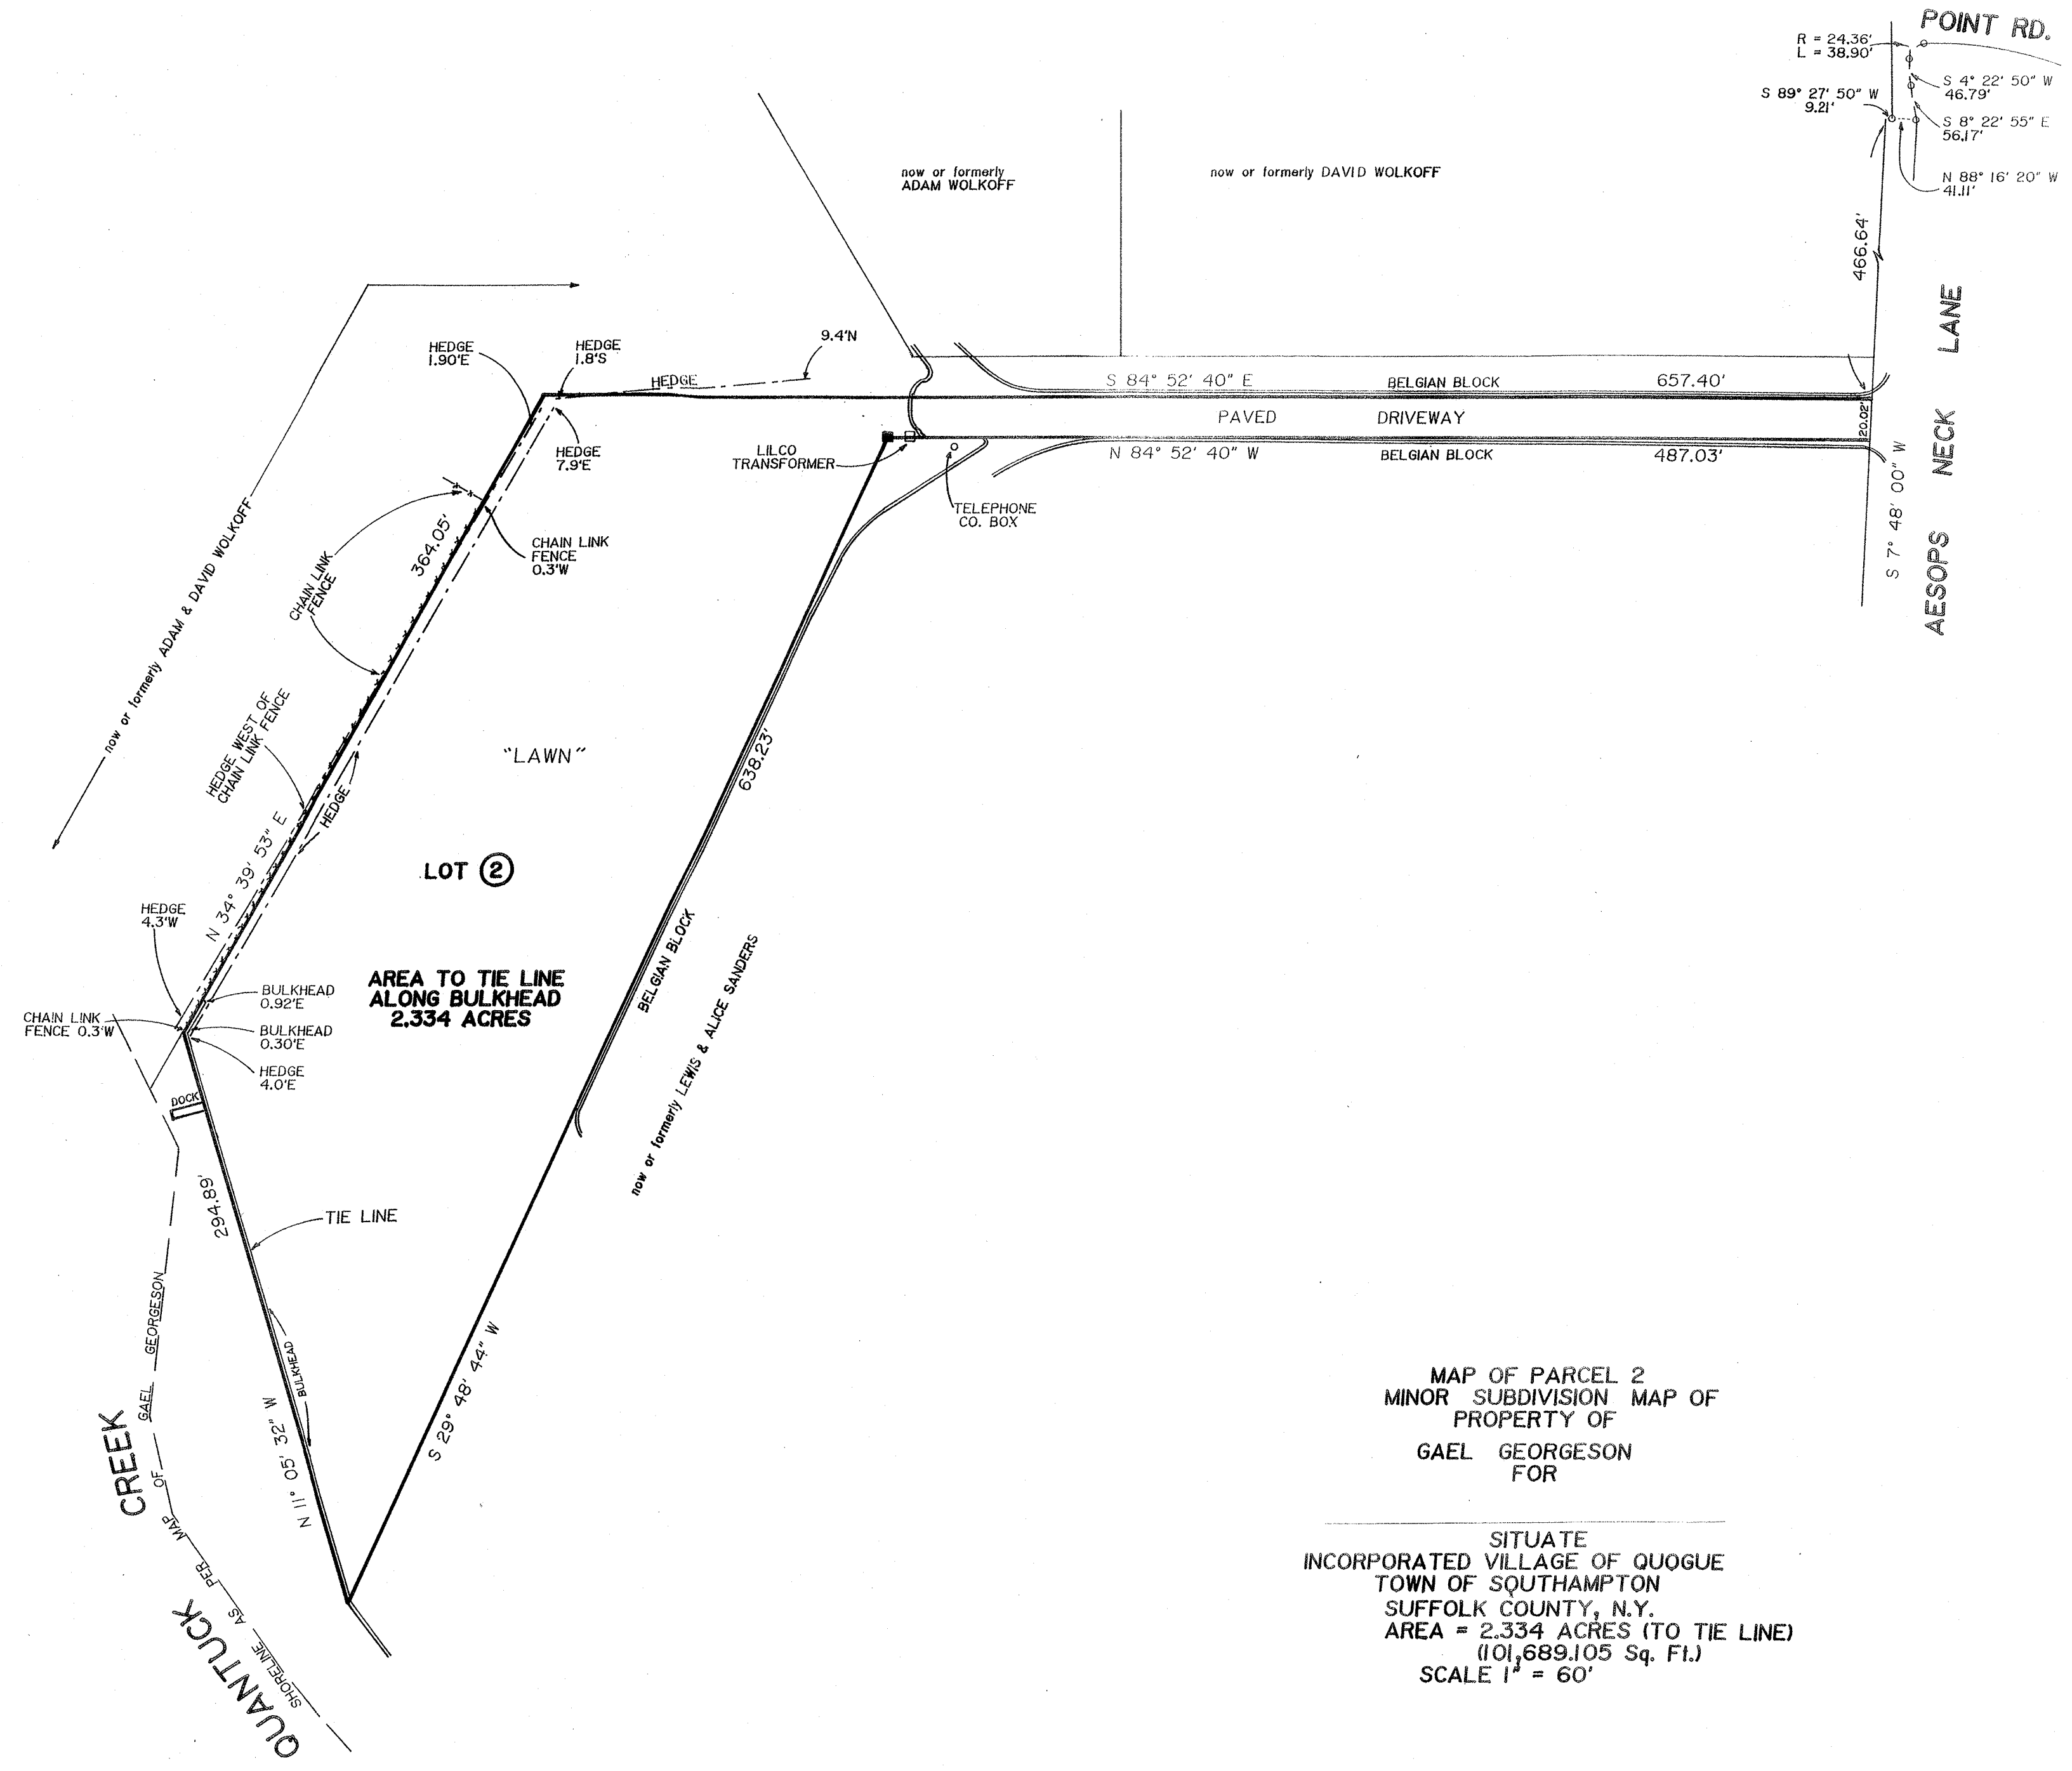 POINT RD.
R = 24.36'
L = 38.90'
S 4° 22' 50" W
46.79'
S 89° 27' 50" W
9.21'
S 8° 22' 55" E
56.17'
N 88° 16' 20" W
41.11'
now or formerly
ADAM WOLKOFF
now or formerly DAVID WOLKOFF
466.64'
AESOPS NECK LANE
S 7° 48' 00" W
20.02'
HEDGE
1.90'E
HEDGE
1.8'S
9.4'N
HEDGE
S 84° 52' 40" E
BELGIAN BLOCK
657.40'
PAVED DRIVEWAY
N 84° 52' 40" W
BELGIAN BLOCK
487.03'
HEDGE
7.9'E
LILCO
TRANSFORMER
TELEPHONE
CO. BOX
CHAIN LINK
FENCE
0.3'W
364.05'
CHAIN LINK
FENCE
now or formerly ADAM & DAVID WOLKOFF
HEDGE WEST OF
CHAIN LINK FENCE
HEDGE
"LAWN"
638.23'
N 34° 39' 53" E
LOT 2
HEDGE
4.3'W
AREA TO TIE LINE
ALONG BULKHEAD
2.334 ACRES
BELGIAN BLOCK
now or formerly LEWIS & ALICE SANDERS
BULKHEAD
0.92'E
CHAIN LINK
FENCE 0.3'W
BULKHEAD
0.30'E
HEDGE
4.0'E
DOCK
294.89'
TIE LINE
BULKHEAD
S 29° 48' 44" W
N 11° 05' 32" W
QUANTUCK CREEK
SHORELINE AS PER MAP OF GAEL GEORGESON
MAP OF PARCEL 2
MINOR SUBDIVISION MAP OF
PROPERTY OF
GAEL GEORGESON
FOR
SITUATE
INCORPORATED VILLAGE OF QUOGUE
TOWN OF SOUTHAMPTON
SUFFOLK COUNTY, N.Y.
AREA = 2.334 ACRES (TO TIE LINE)
(101,689.105 Sq. Ft.)
SCALE 1" = 60'